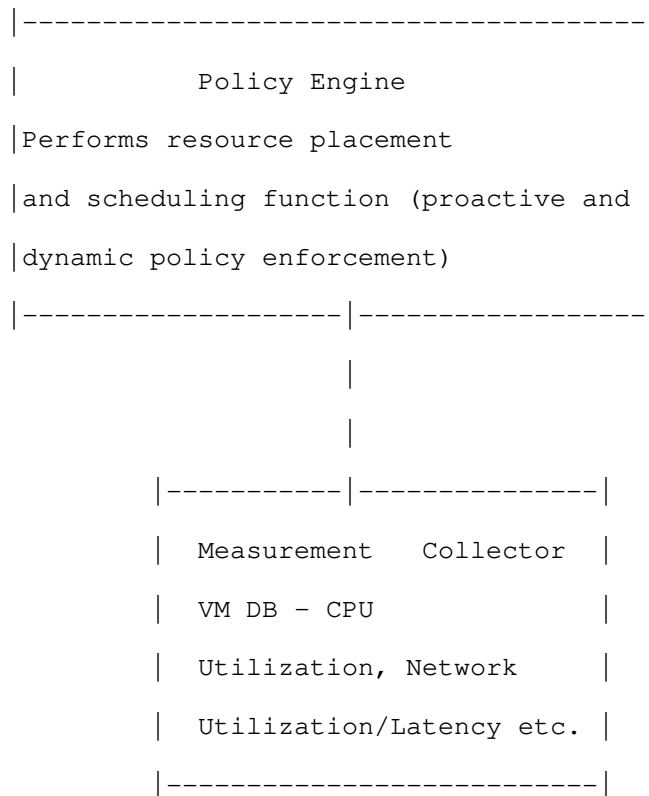 Policy Engine
Performs resource placement
and scheduling function (proactive and
dynamic policy enforcement)
Measurement Collector
VM DB - CPU
Utilization, Network
Utilization/Latency etc.